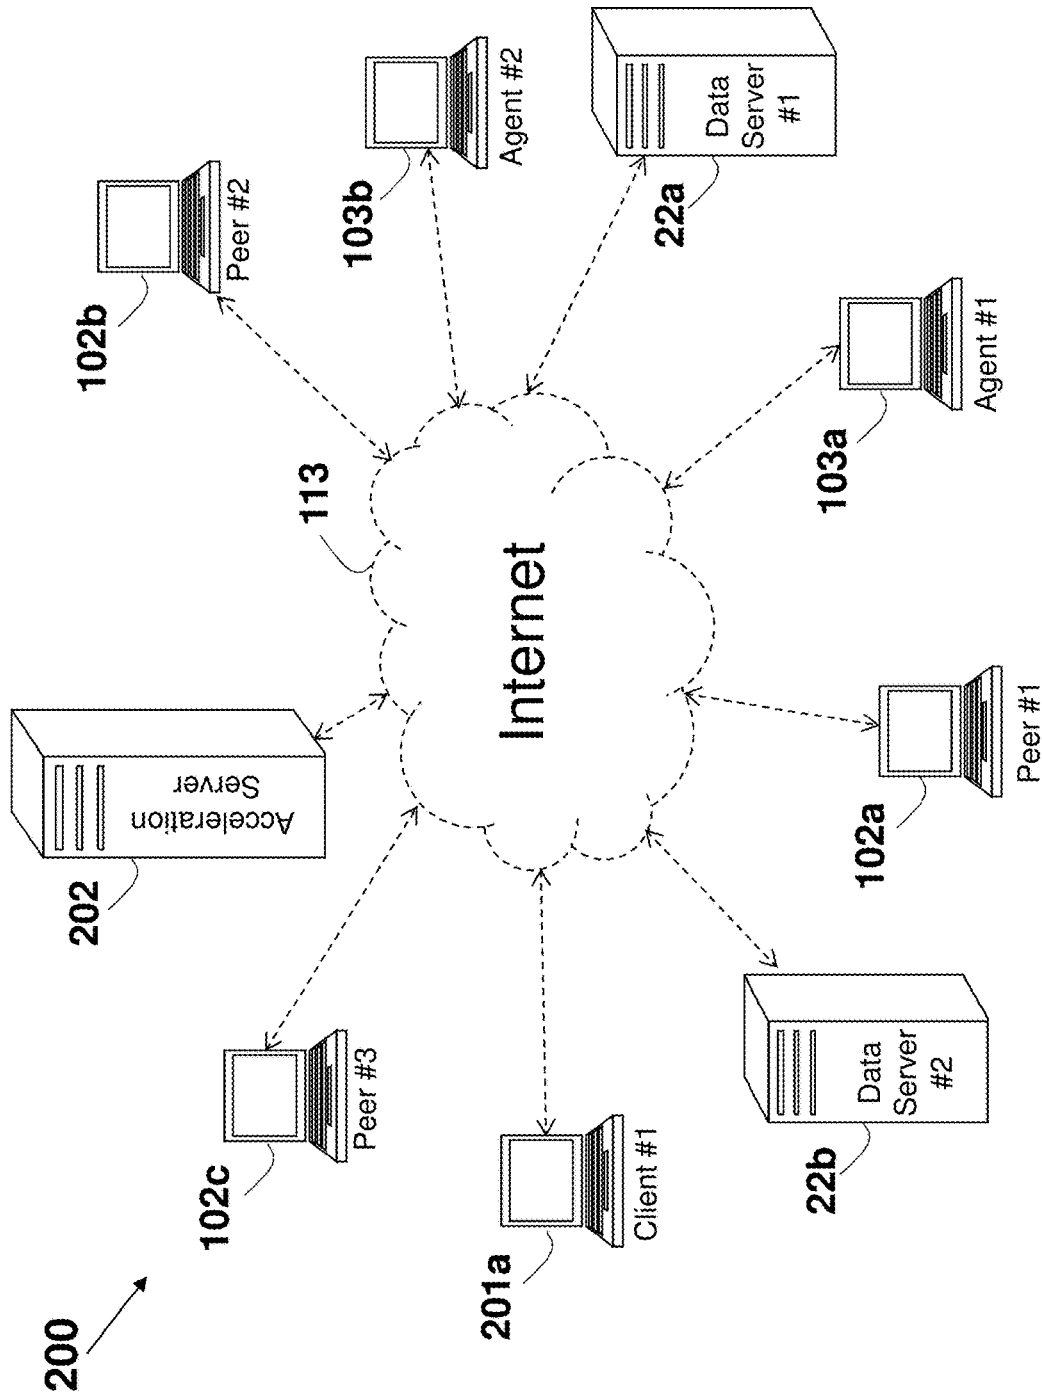 200
102c
Peer #3
202
Acceleration
Server
102b
Peer #2
113
103b
Agent #2
201a
Client #1
Internet
22a
Data
Server
#1
22b
Data
Server
#2
102a
Peer #1
103a
Agent #1